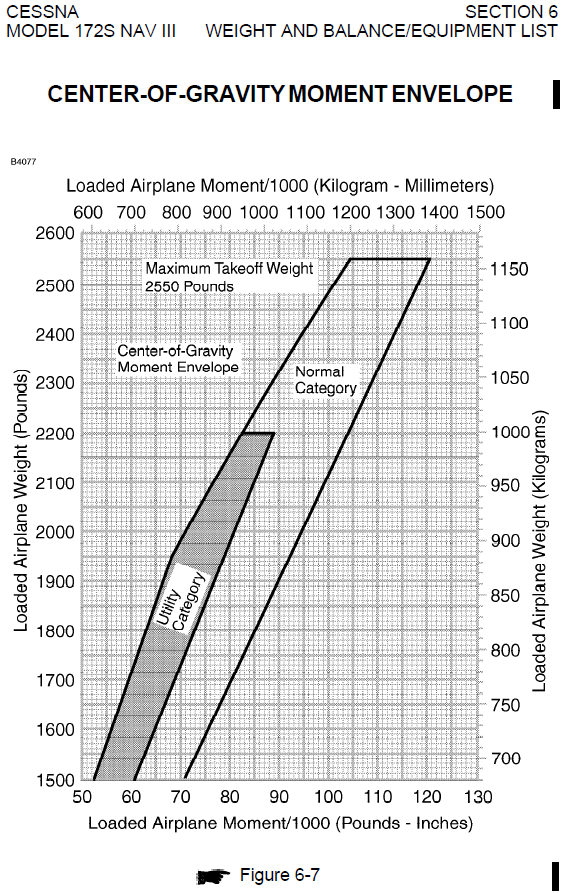 CESSNA
SECTION 6
MODEL 172S NAV III
WEIGHT AND BALANCE/EQUIPMENT LIST
CENTER-OF-GRAVITY MOMENT ENVELOPE
B4077
Loaded Airplane Moment/1000 (Kilogram - Millimeters)
600 700 800 900 1000 1100 1200 1300 1400 1500
2600
2500
2400
2300
2200
2100
2000
1900
1800
1700
1600
1500
Loaded Airplane Weight (Pounds)
Maximum Takeoff Weight
2550 Pounds
Center-of-Gravity
Moment Envelope
Normal
Category
Utility
Category
1150
1100
1050
1000
950
900
850
800
750
700
Loaded Airplane Weight (Kilograms)
50 60 70 80 90 100 110 120 130
Loaded Airplane Moment/1000 (Pounds - Inches)
Figure 6-7